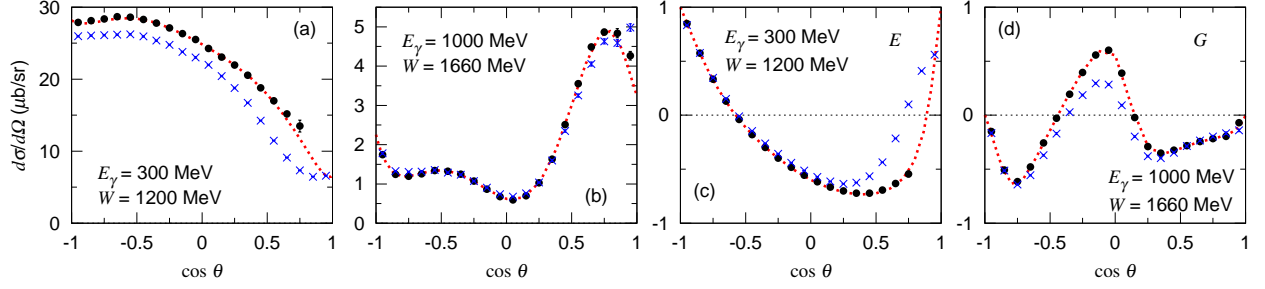 30
25
20
15
10
5
0
dσ/dΩ (μb/sr)
(a)
E_γ = 300 MeV
W = 1200 MeV
-1 -0.5 0 0.5 1
cos θ
5
4
3
2
1
0
E_γ = 1000 MeV
W = 1660 MeV
(b)
-1 -0.5 0 0.5 1
cos θ
1
0
-1
E_γ = 300 MeV
W = 1200 MeV
E
(c)
-1 -0.5 0 0.5 1
cos θ
1
0
-1
(d)
G
E_γ = 1000 MeV
W = 1660 MeV
-1 -0.5 0 0.5 1
cos θ